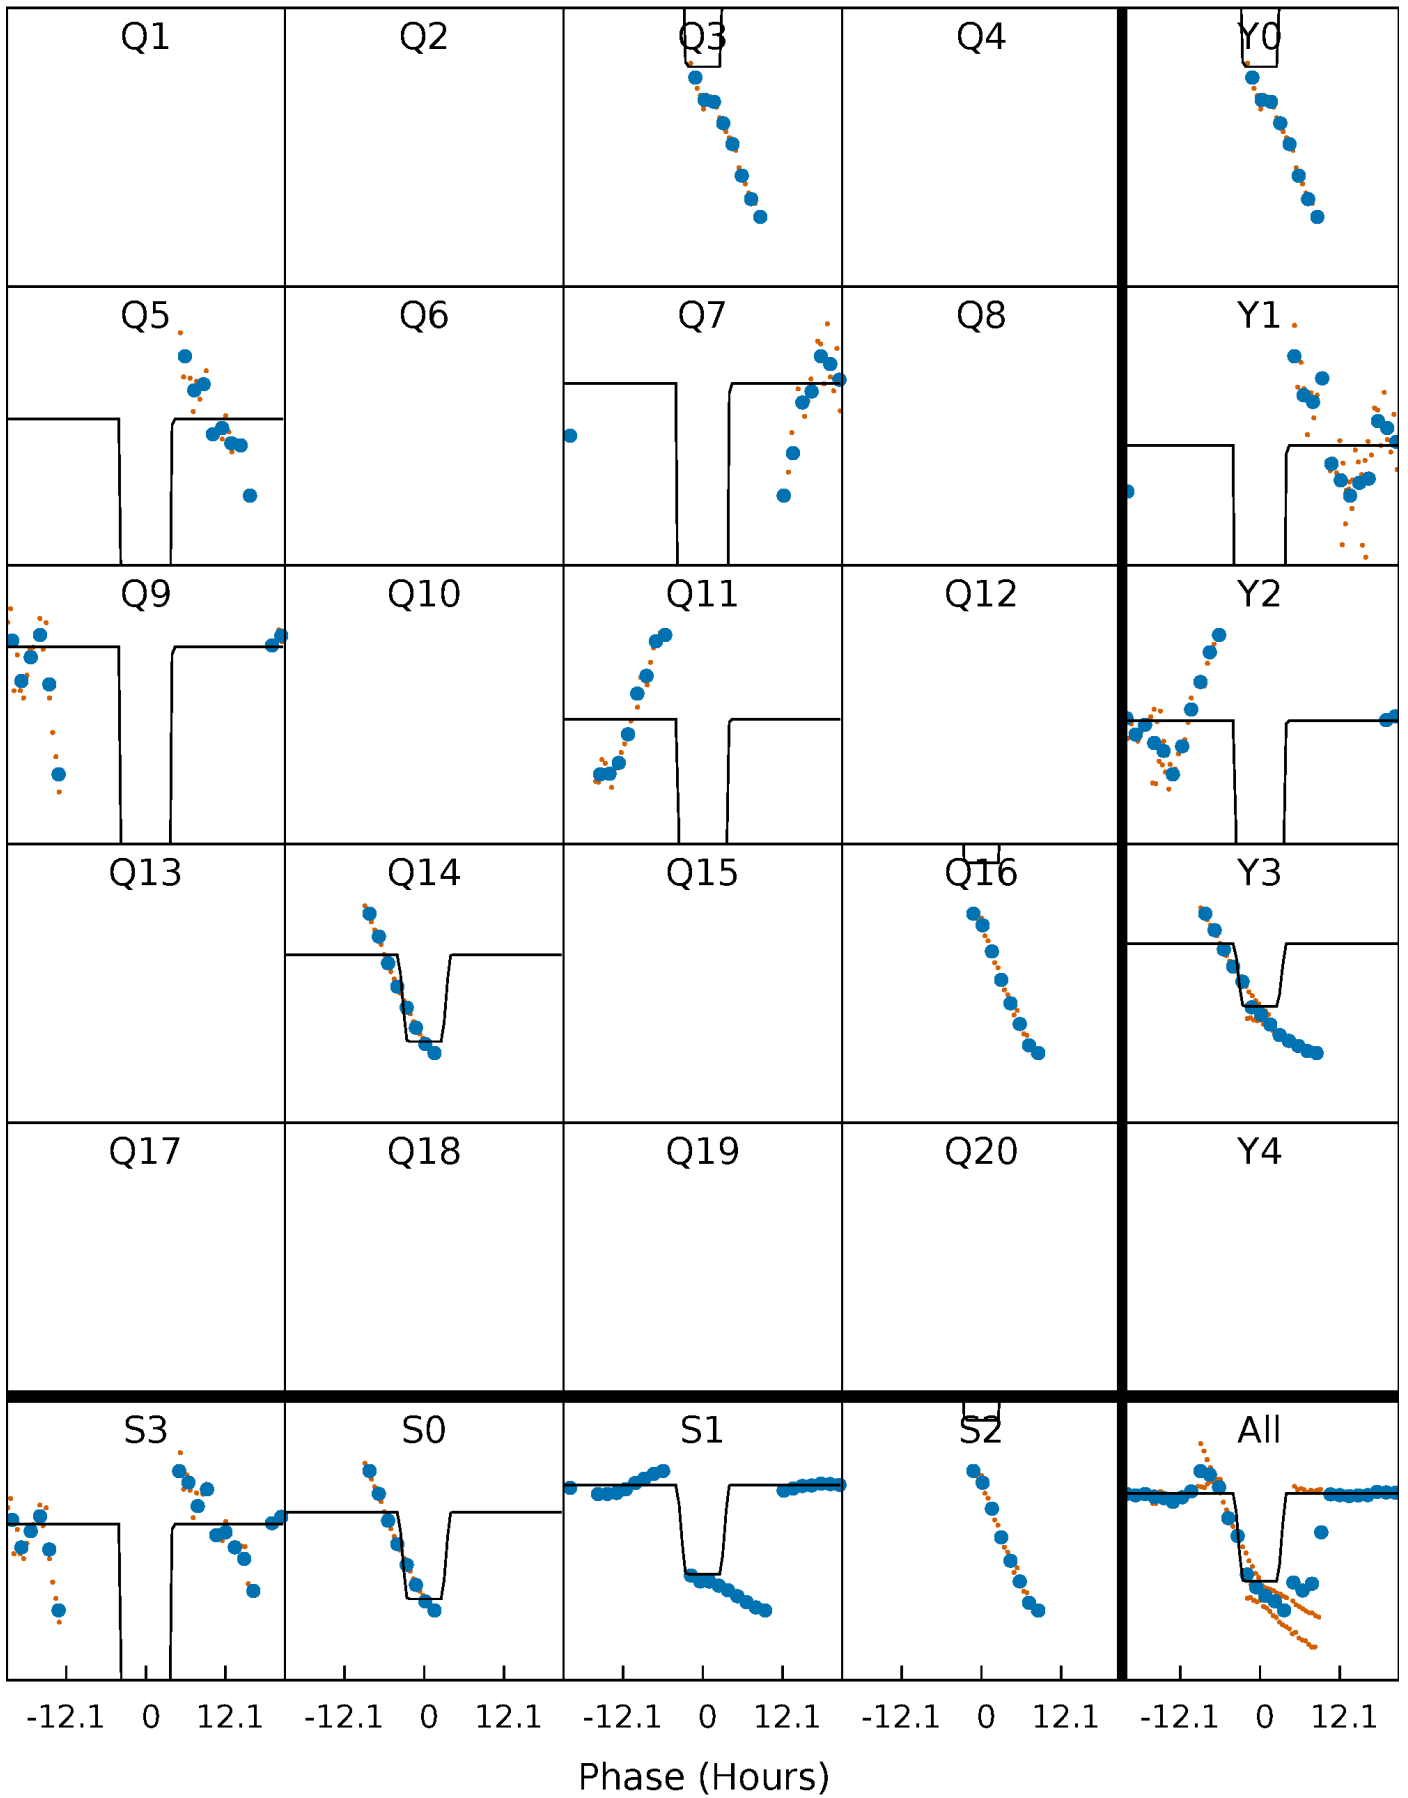 Q1 Q2 Q3 Q4 Y0
Q5 Q6 Q7 Q8 Y1
Q9 Q10 Q11 Q12 Y2
Q13 Q14 Q15 Q16 Y3
Q17 Q18 Q19 Q20 Y4
S3 S0 S1 S2 All
-12.1 0 12.1 -12.1 0 12.1 -12.1 0 12.1 -12.1 0 12.1 -12.1 0 12.1
Phase (Hours)